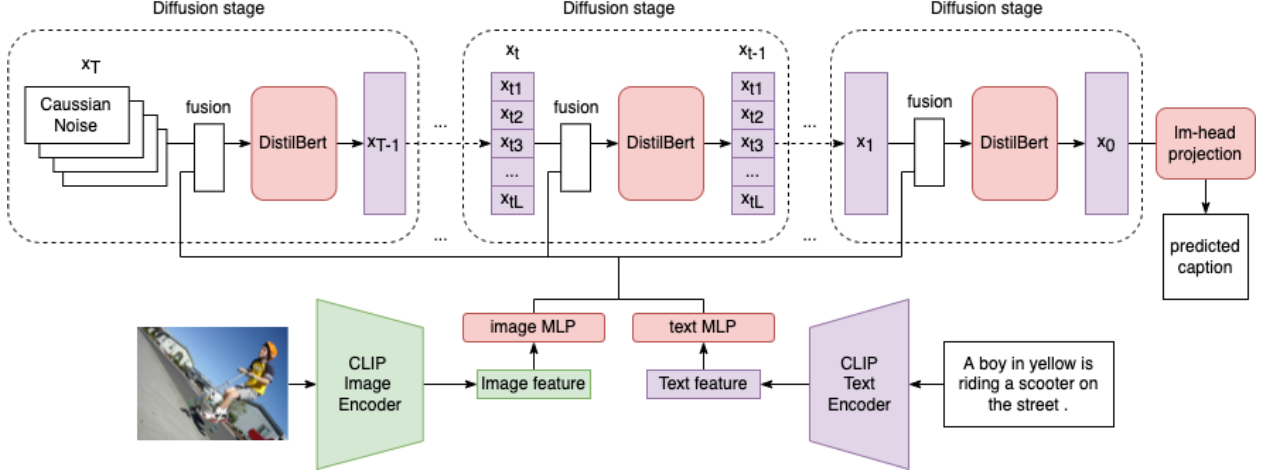 Diffusion stage
Diffusion stage
Diffusion stage
xT
Caussian
Noise
fusion
DistilBert
xT-1
...
...
xt
xt1
xt2
xt3
...
xtL
fusion
DistilBert
xt-1
xt1
xt2
xt3
...
xtL
...
...
x1
fusion
DistilBert
x0
lm-head
projection
predicted
caption
image MLP
text MLP
CLIP
Image
Encoder
Image feature
Text feature
CLIP
Text
Encoder
A boy in yellow is
riding a scooter on
the street .